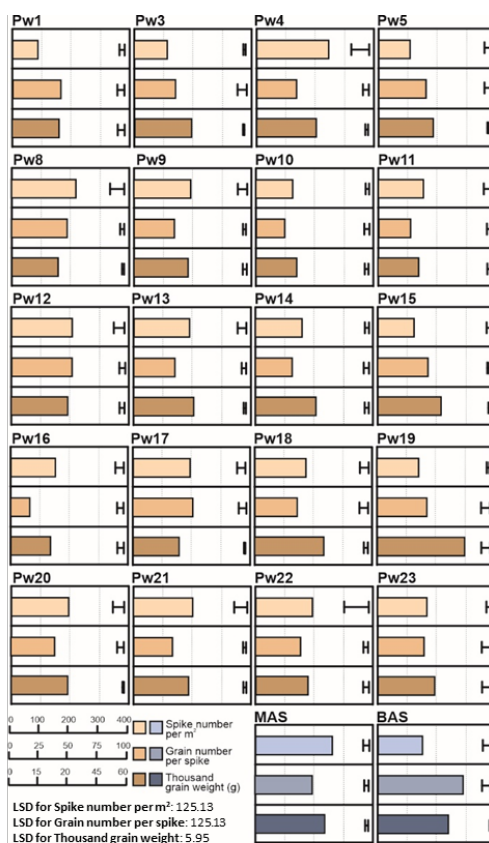 Pw1 Pw3 Pw4 Pw5
Pw8 Pw9 Pw10 Pw11
Pw12 Pw13 Pw14 Pw15
Pw16 Pw17 Pw18 Pw19
Pw20 Pw21 Pw22 Pw23
MAS BAS
0 100 200 300 400
Spike number
per m²
0 25 50 75 100
Grain number
per spike
0 15 20 45 60
Thousand
grain weight (g)
LSD for Spike number per m²: 125.13
LSD for Grain number per spike: 125.13
LSD for Thousand grain weight: 5.95